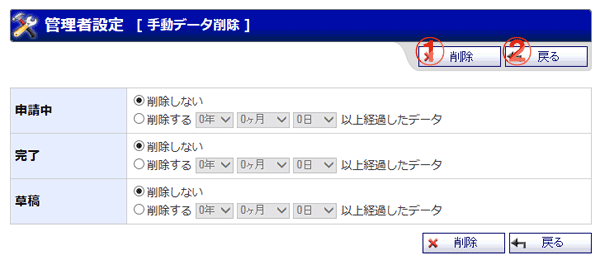 管理者設定 [ 手動データ削除 ]
① 削除 ② 戻る
申請中
削除しない
削除する 0年 0ヶ月 0日 以上経過したデータ
完了
削除しない
削除する 0年 0ヶ月 0日 以上経過したデータ
草稿
削除しない
削除する 0年 0ヶ月 0日 以上経過したデータ
削除 戻る